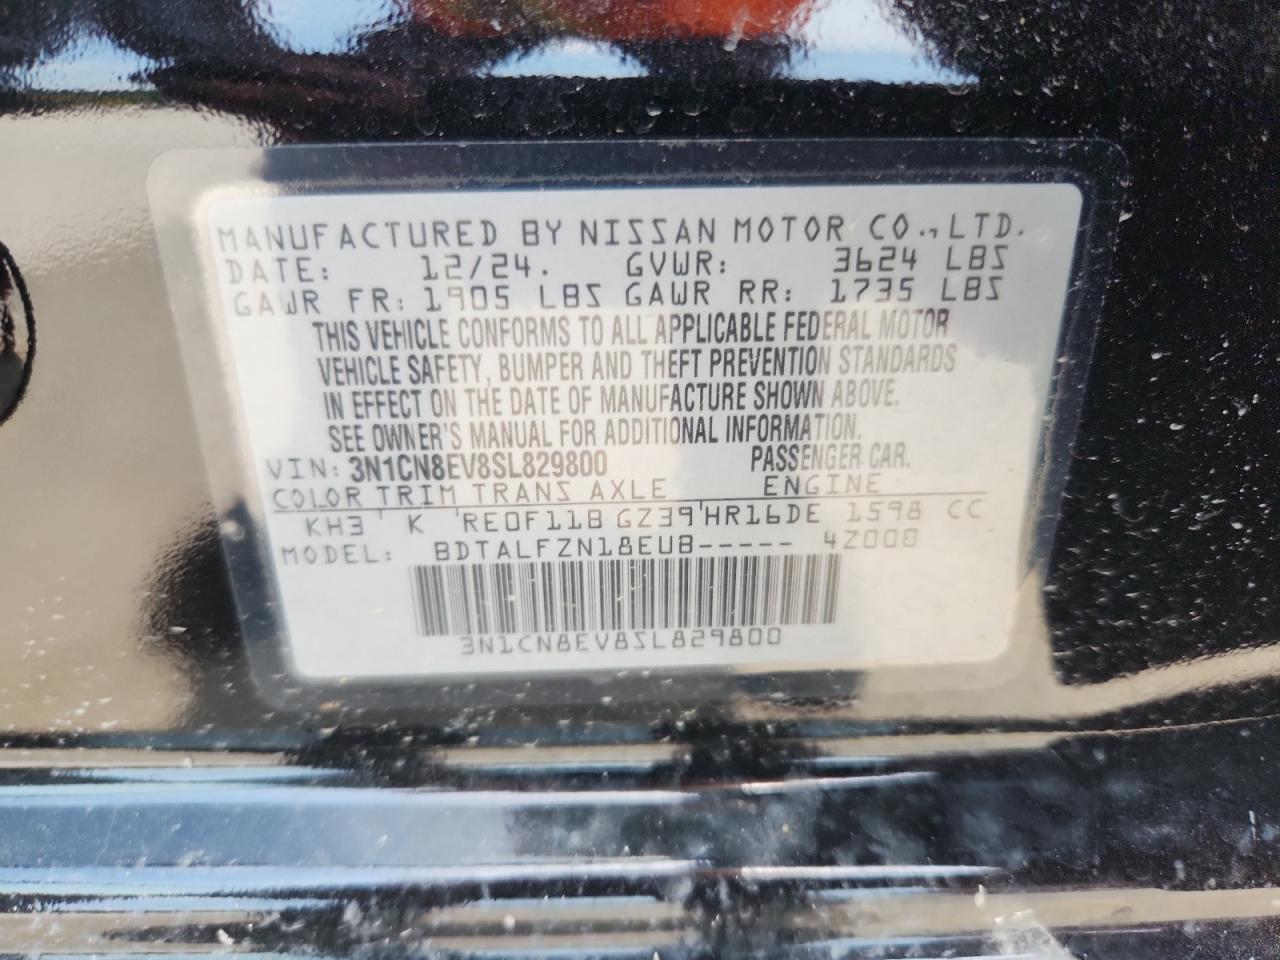 MANUFACTURED BY NISSAN MOTOR CO., LTD.
DATE: 12/24. GVWR: 3624 LBS
GAWR FR: 1905 LBS GAWR RR: 1735 LBS
THIS VEHICLE CONFORMS TO ALL APPLICABLE FEDERAL MOTOR
VEHICLE SAFETY, BUMPER AND THEFT PREVENTION STANDARDS
IN EFFECT ON THE DATE OF MANUFACTURE SHOWN ABOVE.
SEE OWNER'S MANUAL FOR ADDITIONAL INFORMATION.
VIN: 3N1CN8EV8SL829800 PASSENGER CAR.
COLOR TRIM TRANS AXLE ENGINE
KH3 K RE0F11B GZ39 HR16DE 1598 CC
MODEL: BDTALFZN18EUB----- 4Z000
3N1CN8EV8SL829800